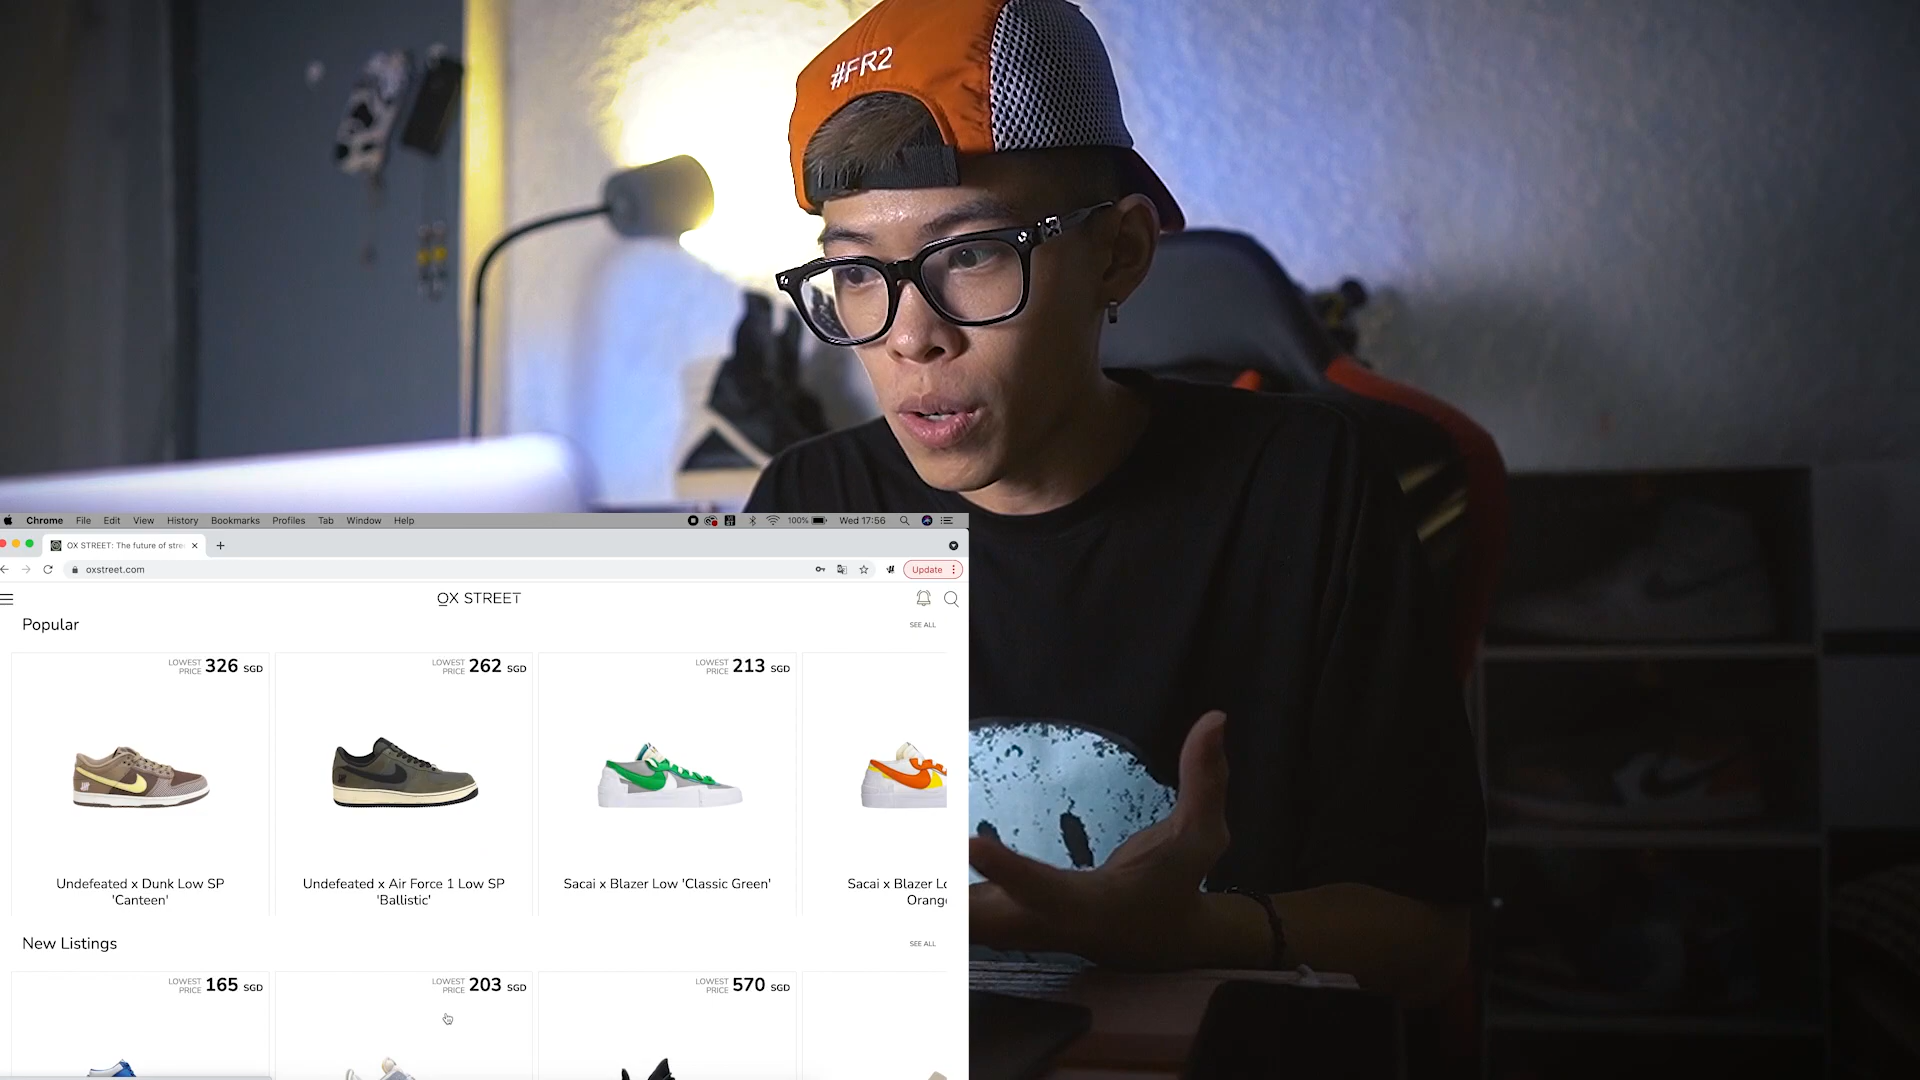 #FR2
Chrome File Edit View History Bookmarks Profiles Tab Window Help 100% Wed 17:56
OX STREET: The future of stre
oxstreet.com Update
OX STREET
Popular SEE ALL
LOWEST PRICE 326 SGD
LOWEST PRICE 262 SGD
LOWEST PRICE 213 SGD
Undefeated x Dunk Low SP
'Canteen'
Undefeated x Air Force 1 Low SP
'Ballistic'
Sacai x Blazer Low 'Classic Green'
Sacai x Blazer Lo
Orang
New Listings SEE ALL
LOWEST PRICE 165 SGD
LOWEST PRICE 203 SGD
LOWEST PRICE 570 SGD